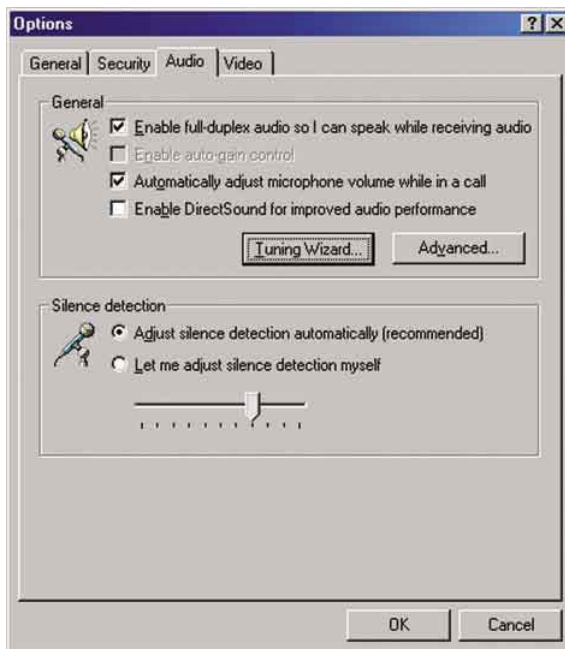 Options
General Security Audio Video
General
Enable full-duplex audio so I can speak while receiving audio
Enable auto-gain control
Automatically adjust microphone volume while in a call
Enable DirectSound for improved audio performance
Tuning Wizard... Advanced...
Silence detection
Adjust silence detection automatically (recommended)
Let me adjust silence detection myself
OK Cancel